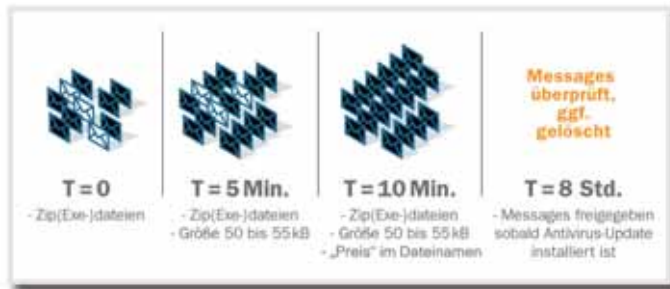 T = 0
- Zip(Exe-)dateien
T = 5 Min.
- Zip(Exe-)dateien
- Größe 50 bis 55 kB
T = 10 Min.
- Zip(Exe-)dateien
- Größe 50 bis 55 kB
- „Preis“ im Dateinamen
Messages
überprüft,
ggf.
gelöscht
T = 8 Std.
- Messages freigegeben
sobald Antivirus-Update
installiert ist